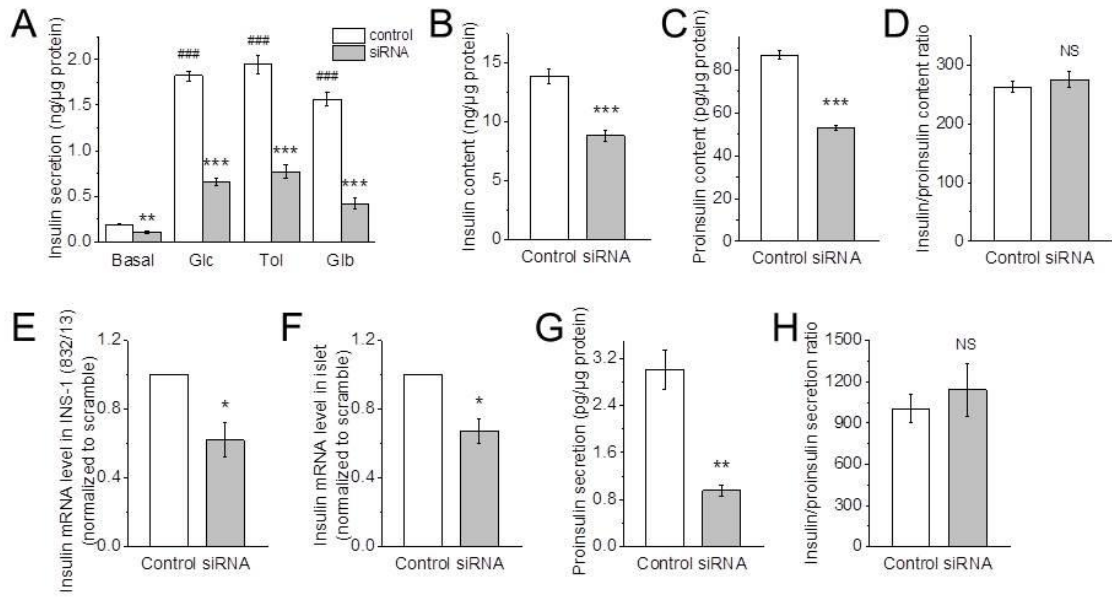 A
Insulin secretion (ng/µg protein)
2.0
1.5
1.0
0.5
0.0
###
###
###
control
siRNA
**
***
***
***
Basal Glc Tol Glb
B
Insulin content (ng/µg protein)
15
10
5
0
***
Control siRNA
C
Proinsulin content (pg/µg protein)
80
60
40
20
0
***
Control siRNA
D
Insulin/proinsulin content ratio
300
200
100
0
NS
Control siRNA
E
Insulin mRNA level in INS-1 (832/13)
(normalized to scramble)
1.2
0.8
0.4
0.0
*
Control siRNA
F
Insulin mRNA level in islet
(normalized to scramble)
1.2
0.8
0.4
0.0
*
Control siRNA
G
Proinsulin secretion (pg/µg protein)
3.2
2.4
1.6
0.8
0.0
**
Control siRNA
H
Insulin/proinsulin secretion ratio
1500
1200
900
600
300
0
NS
Control siRNA